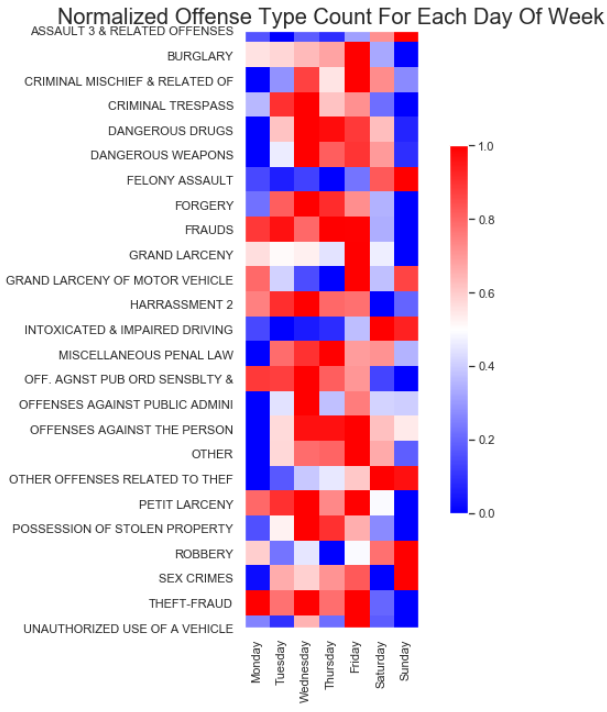 Normalized Offense Type Count For Each Day Of Week
ASSAULT 3 & RELATED OFFENSES
BURGLARY
CRIMINAL MISCHIEF & RELATED OF
CRIMINAL TRESPASS
DANGEROUS DRUGS
DANGEROUS WEAPONS
FELONY ASSAULT
FORGERY
FRAUDS
GRAND LARCENY
GRAND LARCENY OF MOTOR VEHICLE
HARRASSMENT 2
INTOXICATED & IMPAIRED DRIVING
MISCELLANEOUS PENAL LAW
OFF. AGNST PUB ORD SENSBLTY &
OFFENSES AGAINST PUBLIC ADMINI
OFFENSES AGAINST THE PERSON
OTHER
OTHER OFFENSES RELATED TO THEF
PETIT LARCENY
POSSESSION OF STOLEN PROPERTY
ROBBERY
SEX CRIMES
THEFT-FRAUD
UNAUTHORIZED USE OF A VEHICLE
Monday
Tuesday
Wednesday
Thursday
Friday
Saturday
Sunday
1.0
0.8
0.6
0.4
0.2
0.0